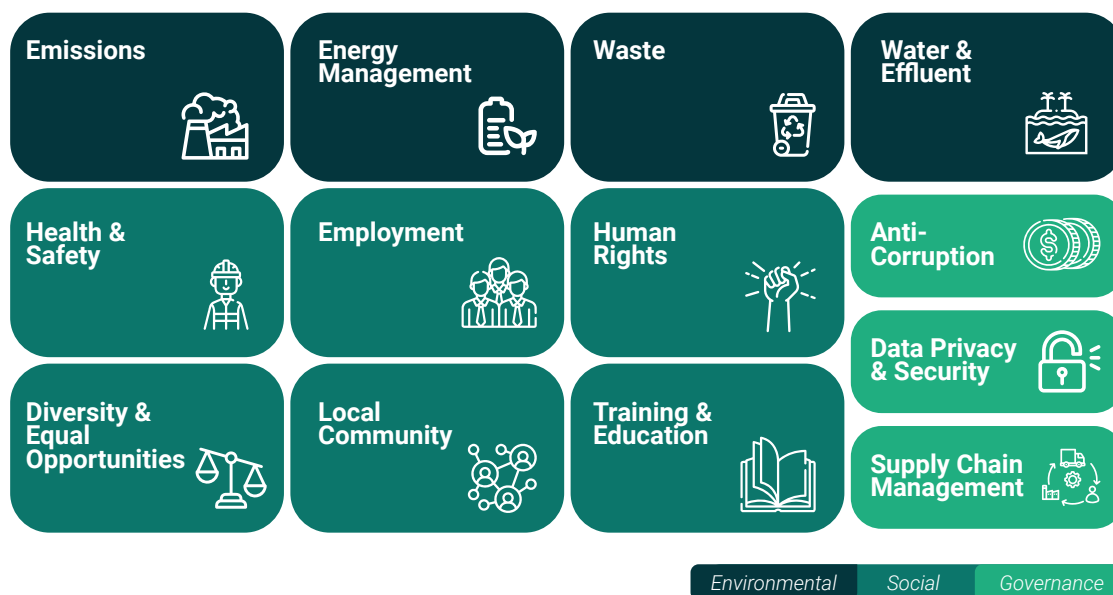 Emissions
Energy
Management
Waste
Water &
Effluent
Health &
Safety
Employment
Human
Rights
Anti-
Corruption
$
Data Privacy
& Security
Diversity &
Equal
Opportunities
Local
Community
Training &
Education
Supply Chain
Management
Environmental
Social
Governance